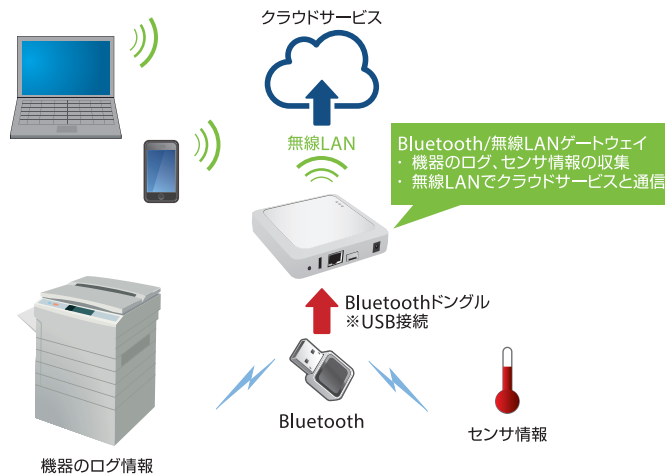 クラウドサービス
無線LAN
Bluetooth/無線LANゲートウェイ
・ 機器のログ、センサ情報の収集
・ 無線LANでクラウドサービスと通信
Bluetoothドングル
※USB接続
Bluetooth
センサ情報
機器のログ情報